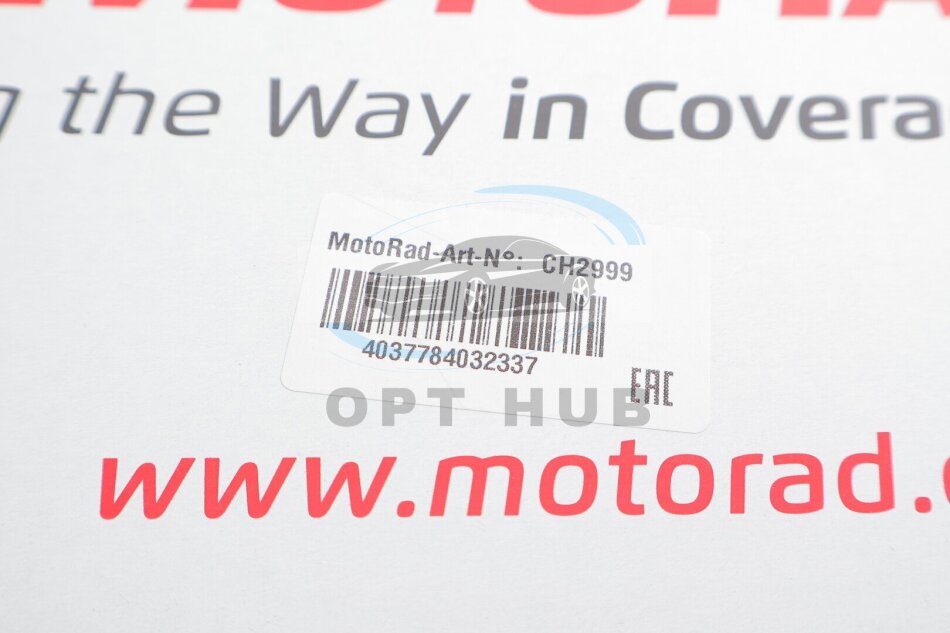 the Way in Covera
MotoRad-Art-N°: CH2999
4037784032337
EAC
OPT HUB
www.motorad.